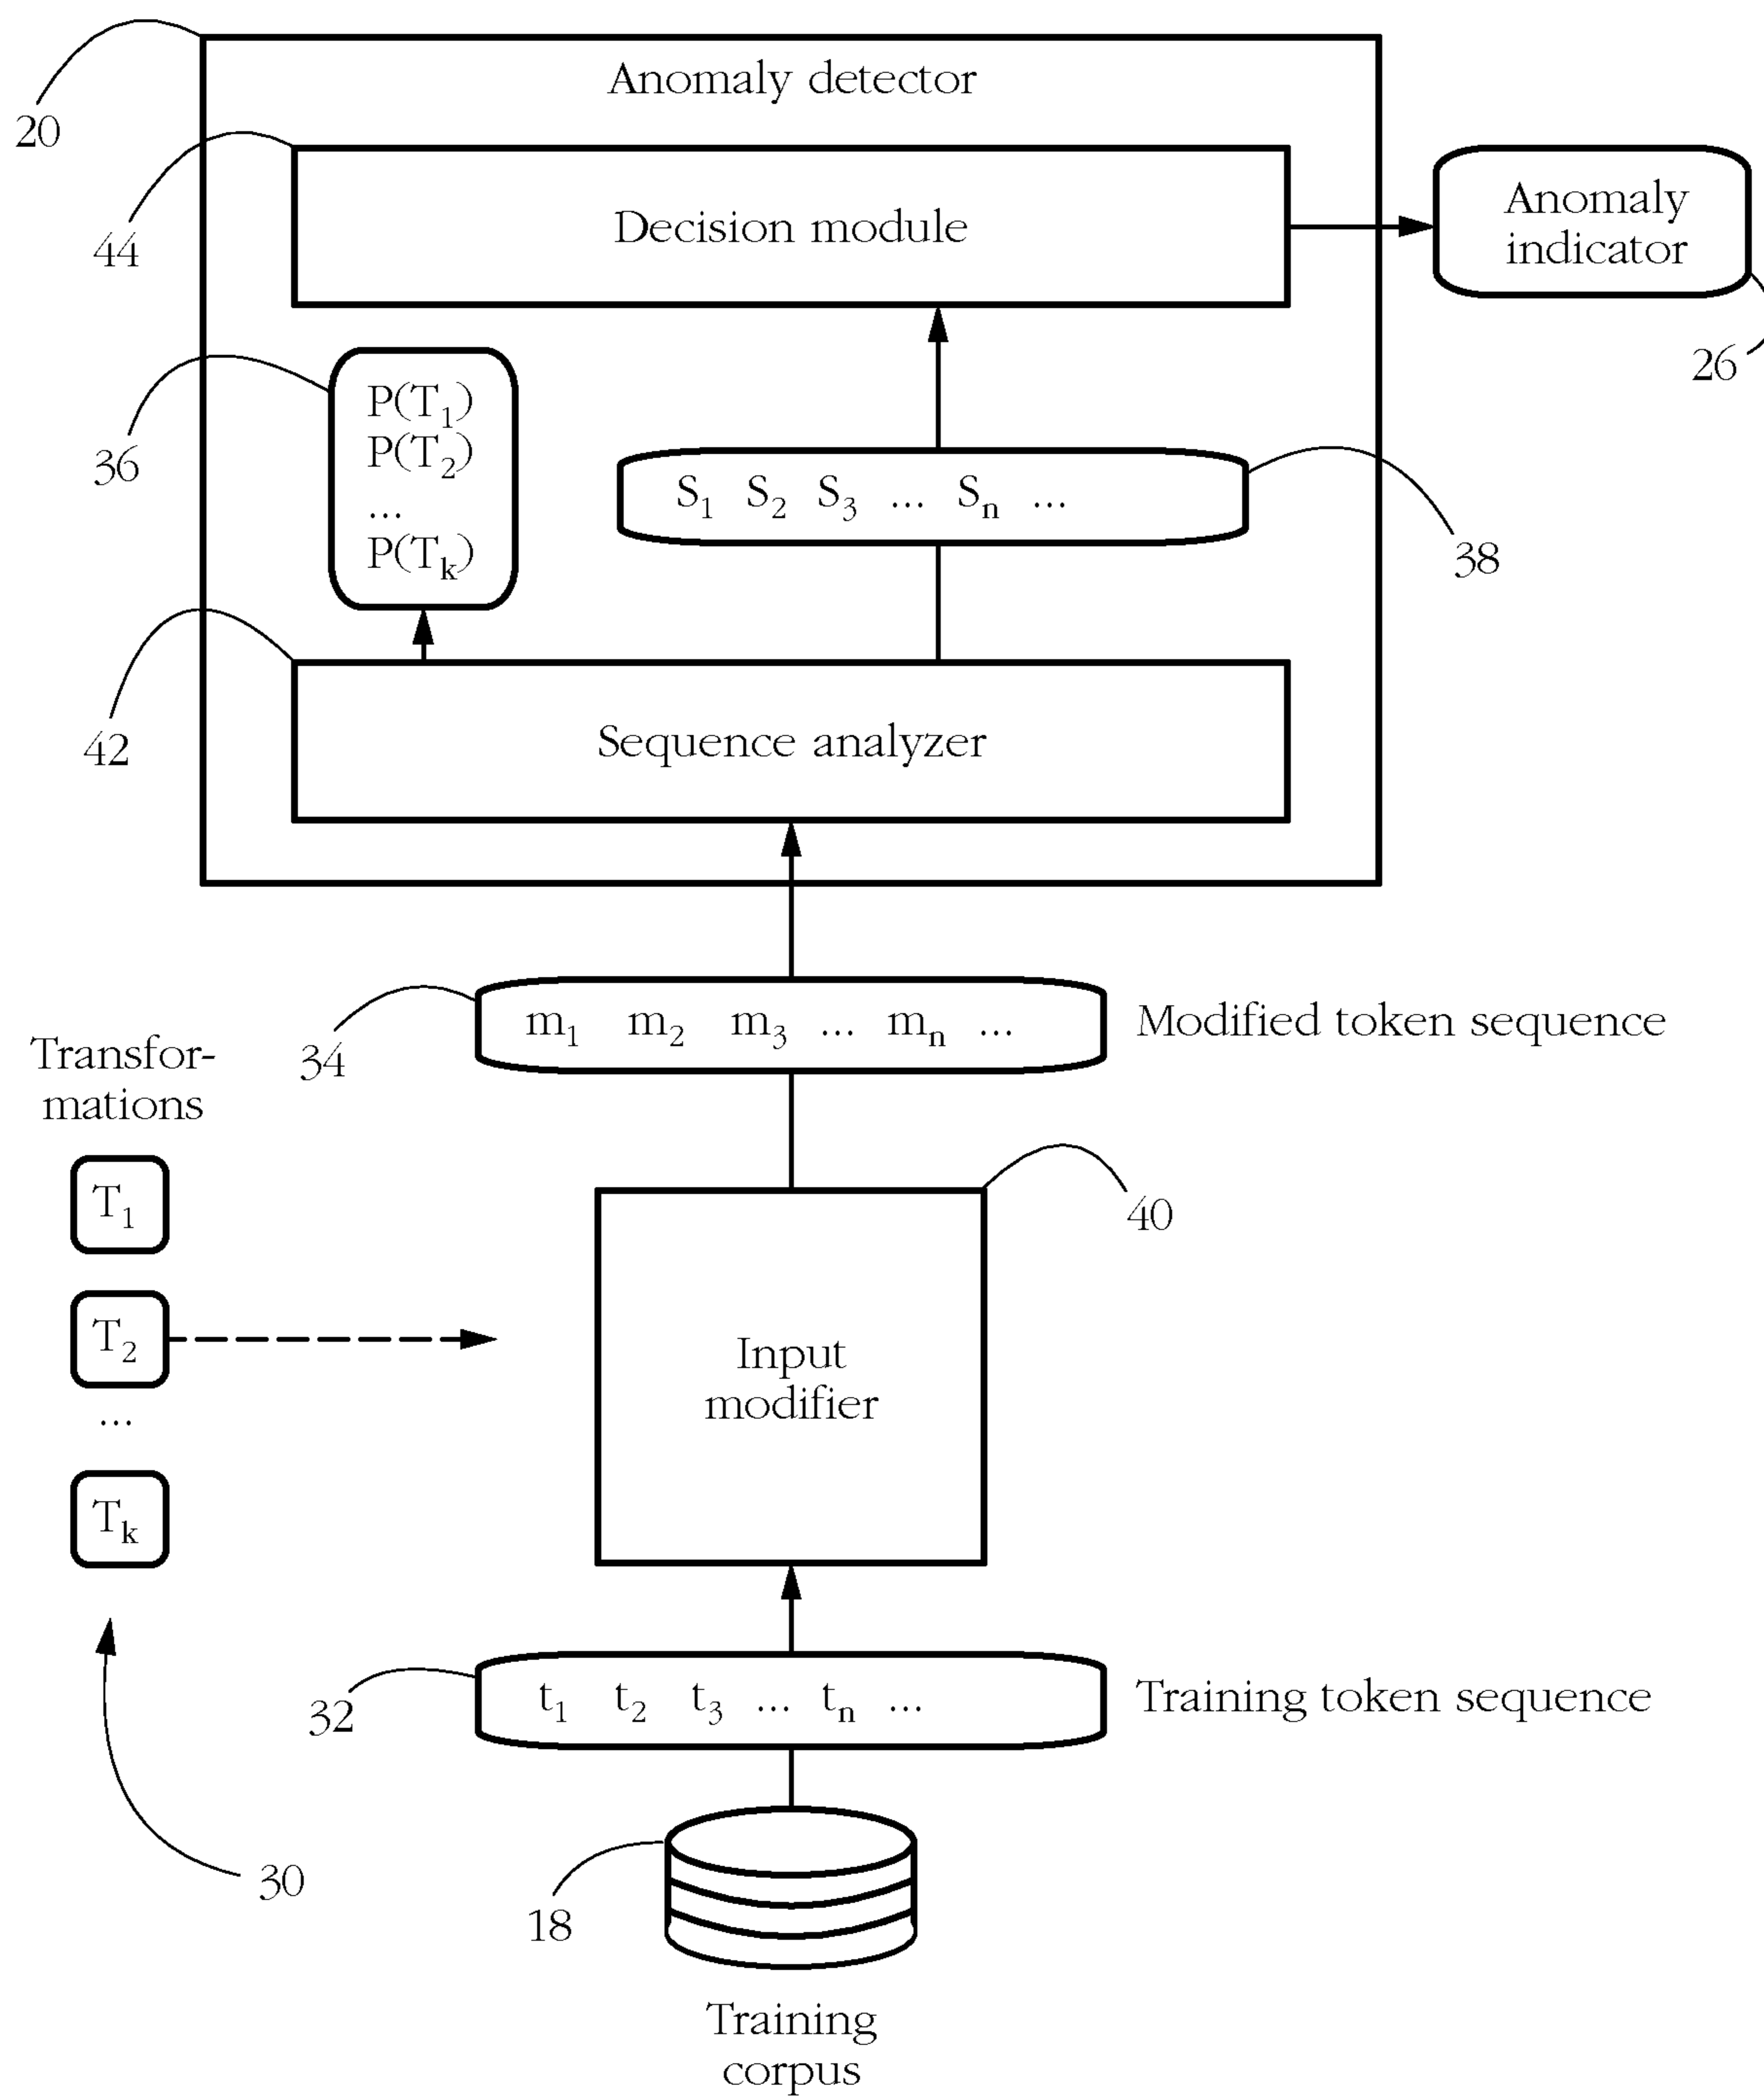 Anomaly detector
20
44
Decision module
Anomaly
indicator
26
36
P(T₁)
P(T₂)
...
P(Tₖ)
S₁ S₂ S₃ ... Sₙ ...
38
42
Sequence analyzer
34
m₁ m₂ m₃ ... mₙ ...
Modified token sequence
Transfor-
mations
T₁
T₂
...
Tₖ
30
40
Input
modifier
32
t₁ t₂ t₃ ... tₙ ...
Training token sequence
18
Training
corpus